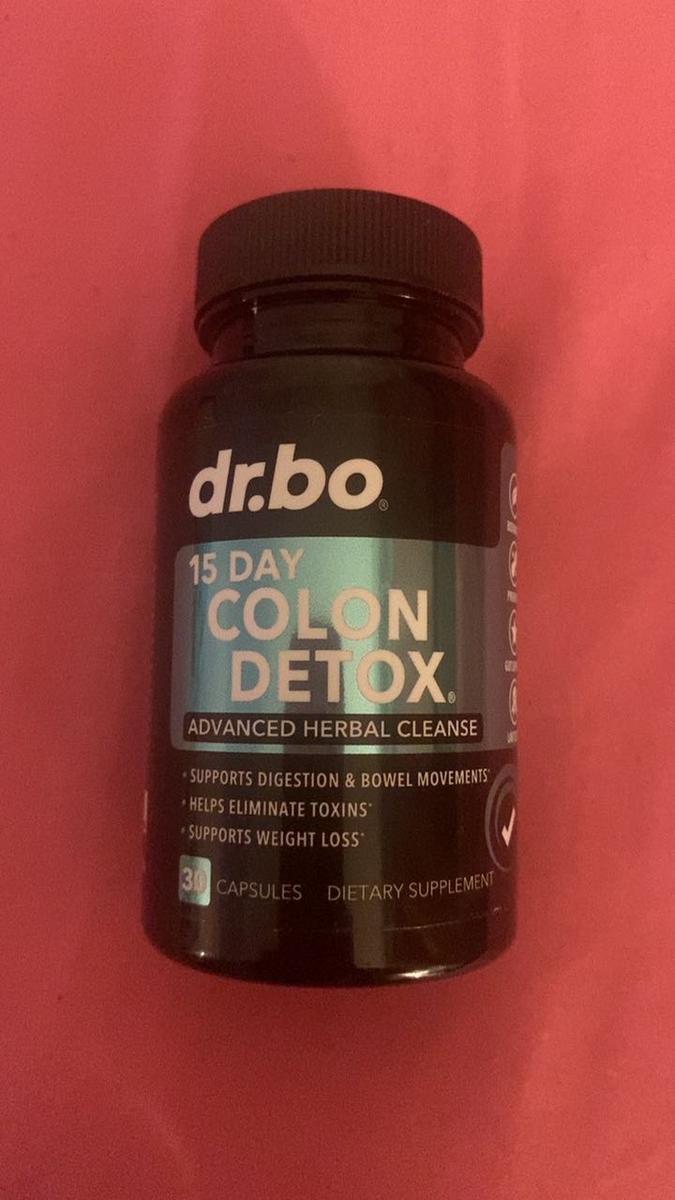 dr.bo®
15 DAY
COLON
DETOX®
ADVANCED HERBAL CLEANSE
• SUPPORTS DIGESTION & BOWEL MOVEMENTS*
• HELPS ELIMINATE TOXINS*
• SUPPORTS WEIGHT LOSS*
30 CAPSULES DIETARY SUPPLEMENT